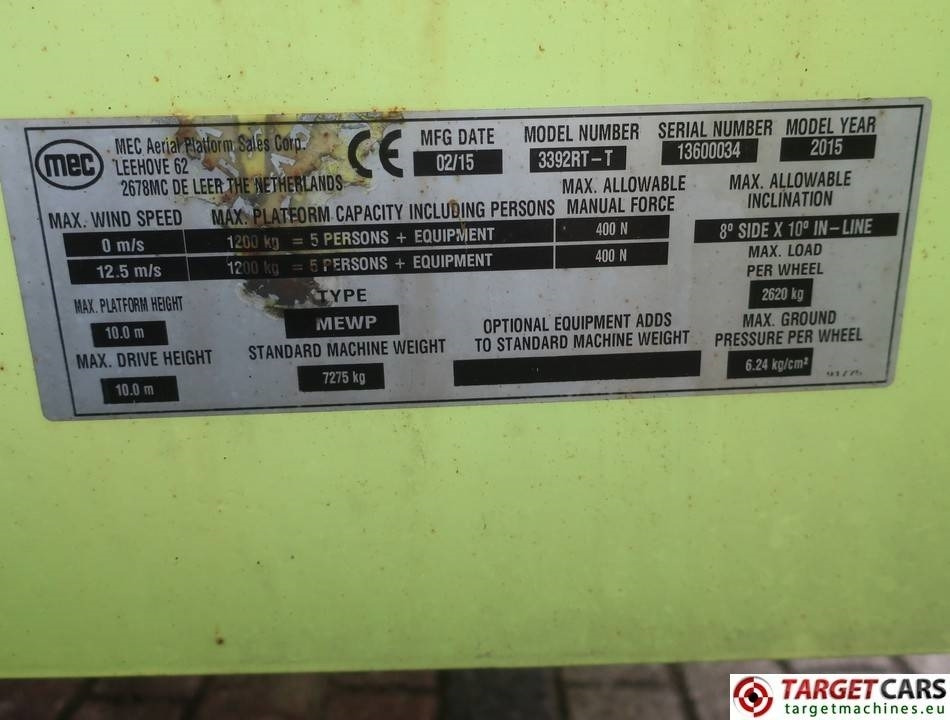 mec
MEC Aerial Platform Sales Corp.
LEEHOVE 62
2678MC DE LEER THE NETHERLANDS
CE
MFG DATE
02/15
MODEL NUMBER
3392RT-T
SERIAL NUMBER
13600034
MODEL YEAR
2015
MAX. WIND SPEED
MAX. PLATFORM CAPACITY INCLUDING PERSONS
MAX. ALLOWABLE
MANUAL FORCE
0 m/s
1200 kg = 5 PERSONS + EQUIPMENT
400 N
12.5 m/s
1200 kg = 5 PERSONS + EQUIPMENT
400 N
MAX. ALLOWABLE
INCLINATION
8º SIDE X 10º IN-LINE
MAX. PLATFORM HEIGHT
10.0 m
MAX. DRIVE HEIGHT
10.0 m
TYPE
MEWP
STANDARD MACHINE WEIGHT
7275 kg
OPTIONAL EQUIPMENT ADDS
TO STANDARD MACHINE WEIGHT
MAX. LOAD
PER WHEEL
2620 kg
MAX. GROUND
PRESSURE PER WHEEL
6.24 kg/cm²
TARGETCARS
targetmachines.eu